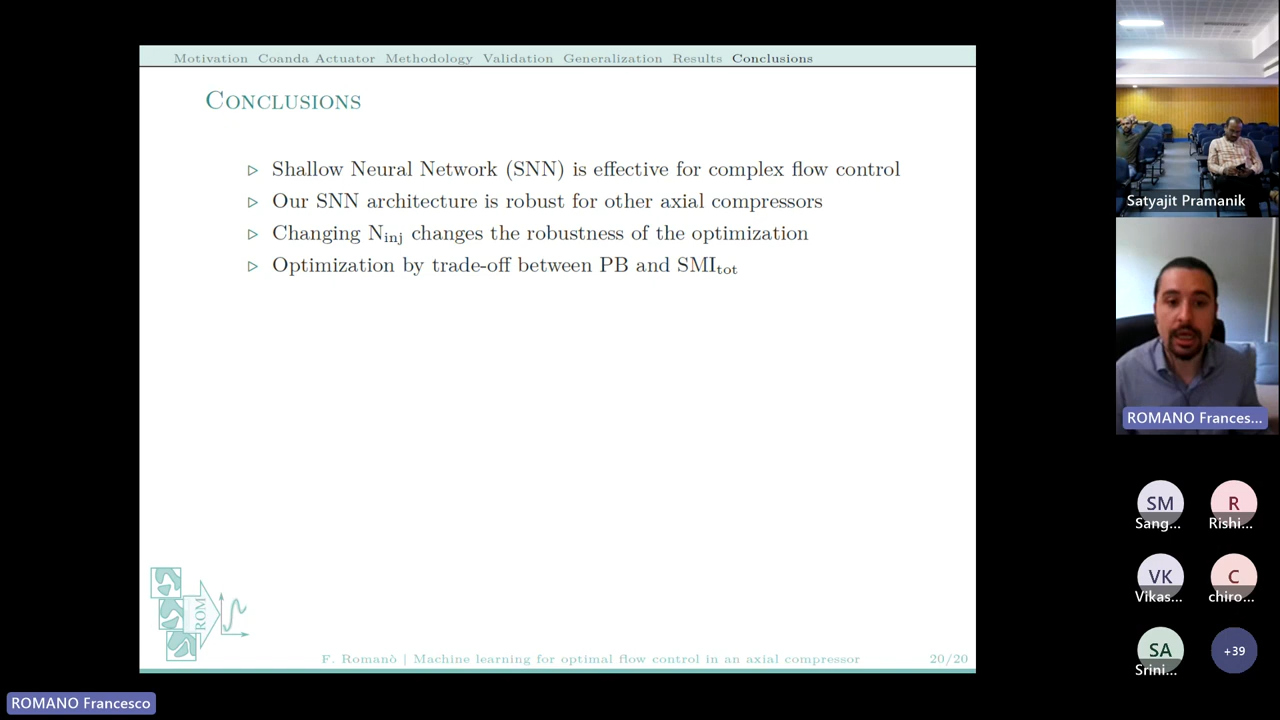 Motivation Coanda Actuator Methodology Validation Generalization Results Conclusions
Conclusions
▷ Shallow Neural Network (SNN) is effective for complex flow control
▷ Our SNN architecture is robust for other axial compressors
▷ Changing Ninj changes the robustness of the optimization
▷ Optimization by trade-off between PB and SMItot
ROM
F. Romanò | Machine learning for optimal flow control in an axial compressor 20/20
ROMANO Francesco
Satyajit Pramanik
ROMANO Frances...
SM R
Sang... Rishi...
VK C
Vikas... chiro...
SA +39
Srini...